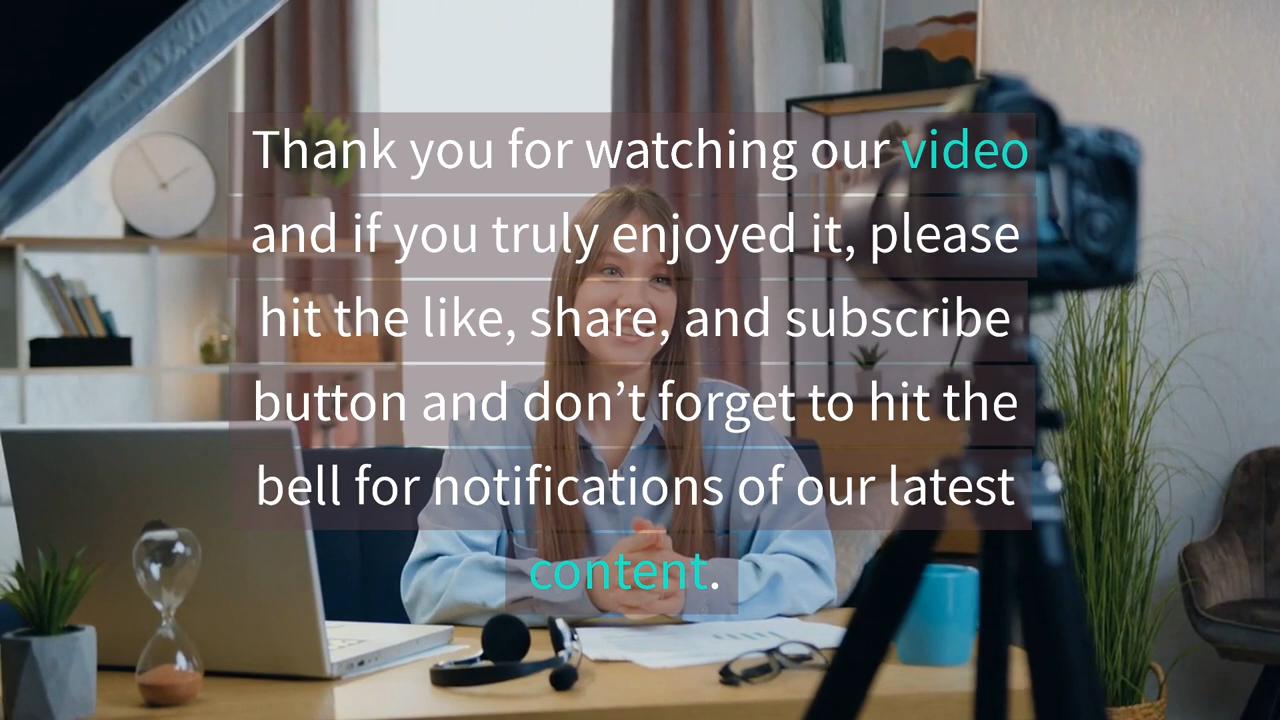 Thank you for watching our video
and if you truly enjoyed it, please
hit the like, share, and subscribe
button and don’t forget to hit the
bell for notifications of our latest
content.